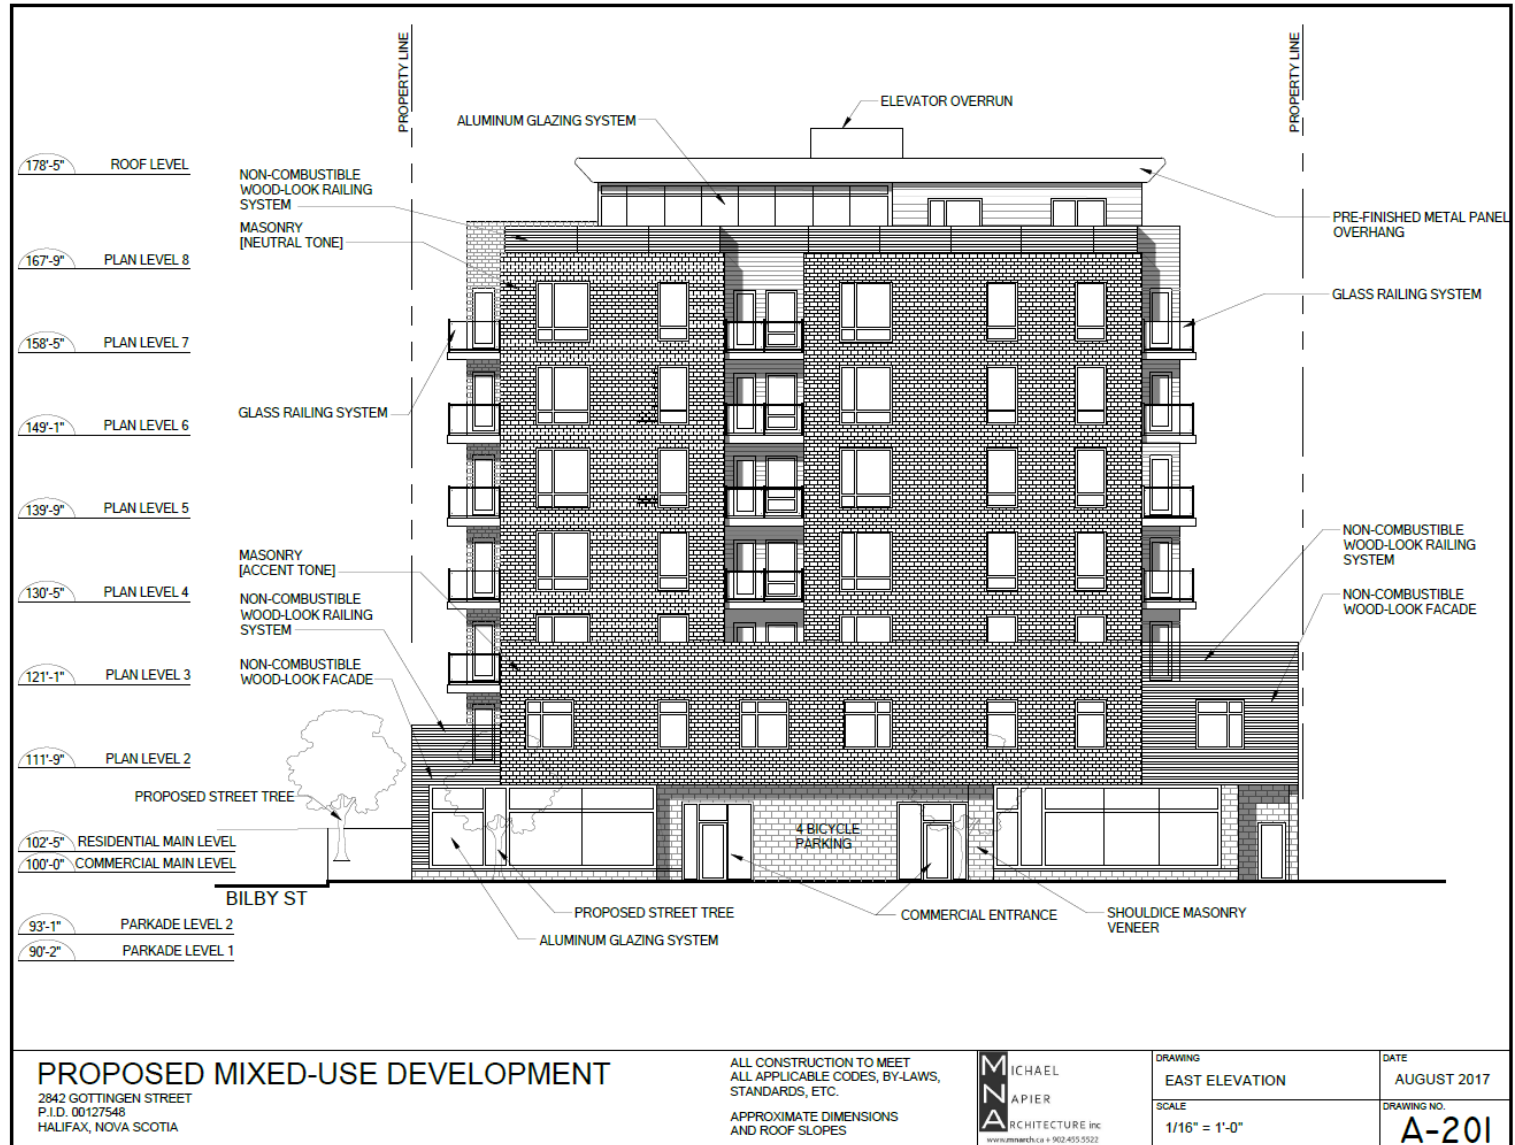 PROPERTY LINE
PROPERTY LINE
ELEVATOR OVERRUN
ALUMINUM GLAZING SYSTEM
178'-5" ROOF LEVEL
NON-COMBUSTIBLE
WOOD-LOOK RAILING
SYSTEM
MASONRY
[NEUTRAL TONE]
PRE-FINISHED METAL PANEL
OVERHANG
167'-9" PLAN LEVEL 8
GLASS RAILING SYSTEM
158'-5" PLAN LEVEL 7
GLASS RAILING SYSTEM
149'-1" PLAN LEVEL 6
139'-9" PLAN LEVEL 5
NON-COMBUSTIBLE
WOOD-LOOK RAILING
SYSTEM
MASONRY
[ACCENT TONE]
130'-5" PLAN LEVEL 4
NON-COMBUSTIBLE
WOOD-LOOK RAILING
SYSTEM
NON-COMBUSTIBLE
WOOD-LOOK FACADE
NON-COMBUSTIBLE
WOOD-LOOK FACADE
121'-1" PLAN LEVEL 3
111'-9" PLAN LEVEL 2
PROPOSED STREET TREE
4 BICYCLE
PARKING
102'-5" RESIDENTIAL MAIN LEVEL
100'-0" COMMERCIAL MAIN LEVEL
BILBY ST
PROPOSED STREET TREE
COMMERCIAL ENTRANCE
SHOULDICE MASONRY
VENEER
93'-1" PARKADE LEVEL 2
ALUMINUM GLAZING SYSTEM
90'-2" PARKADE LEVEL 1
PROPOSED MIXED-USE DEVELOPMENT
2842 GOTTINGEN STREET
P.I.D. 00127548
HALIFAX, NOVA SCOTIA
ALL CONSTRUCTION TO MEET
ALL APPLICABLE CODES, BY-LAWS,
STANDARDS, ETC.
APPROXIMATE DIMENSIONS
AND ROOF SLOPES
MICHAEL
NAPIER
ARCHITECTURE inc
www.mnarch.ca + 902.455.5522
DRAWING
EAST ELEVATION
SCALE
1/16" = 1'-0"
DATE
AUGUST 2017
DRAWING NO.
A-201